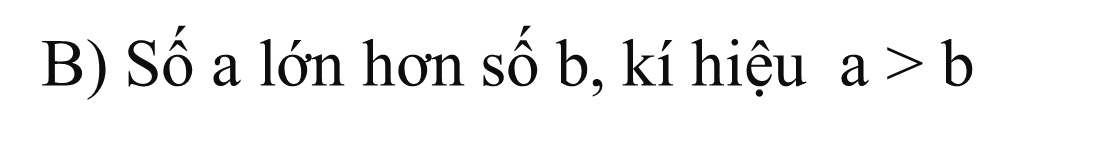 B) Số a lớn hơn số b, kí hiệu  a > b